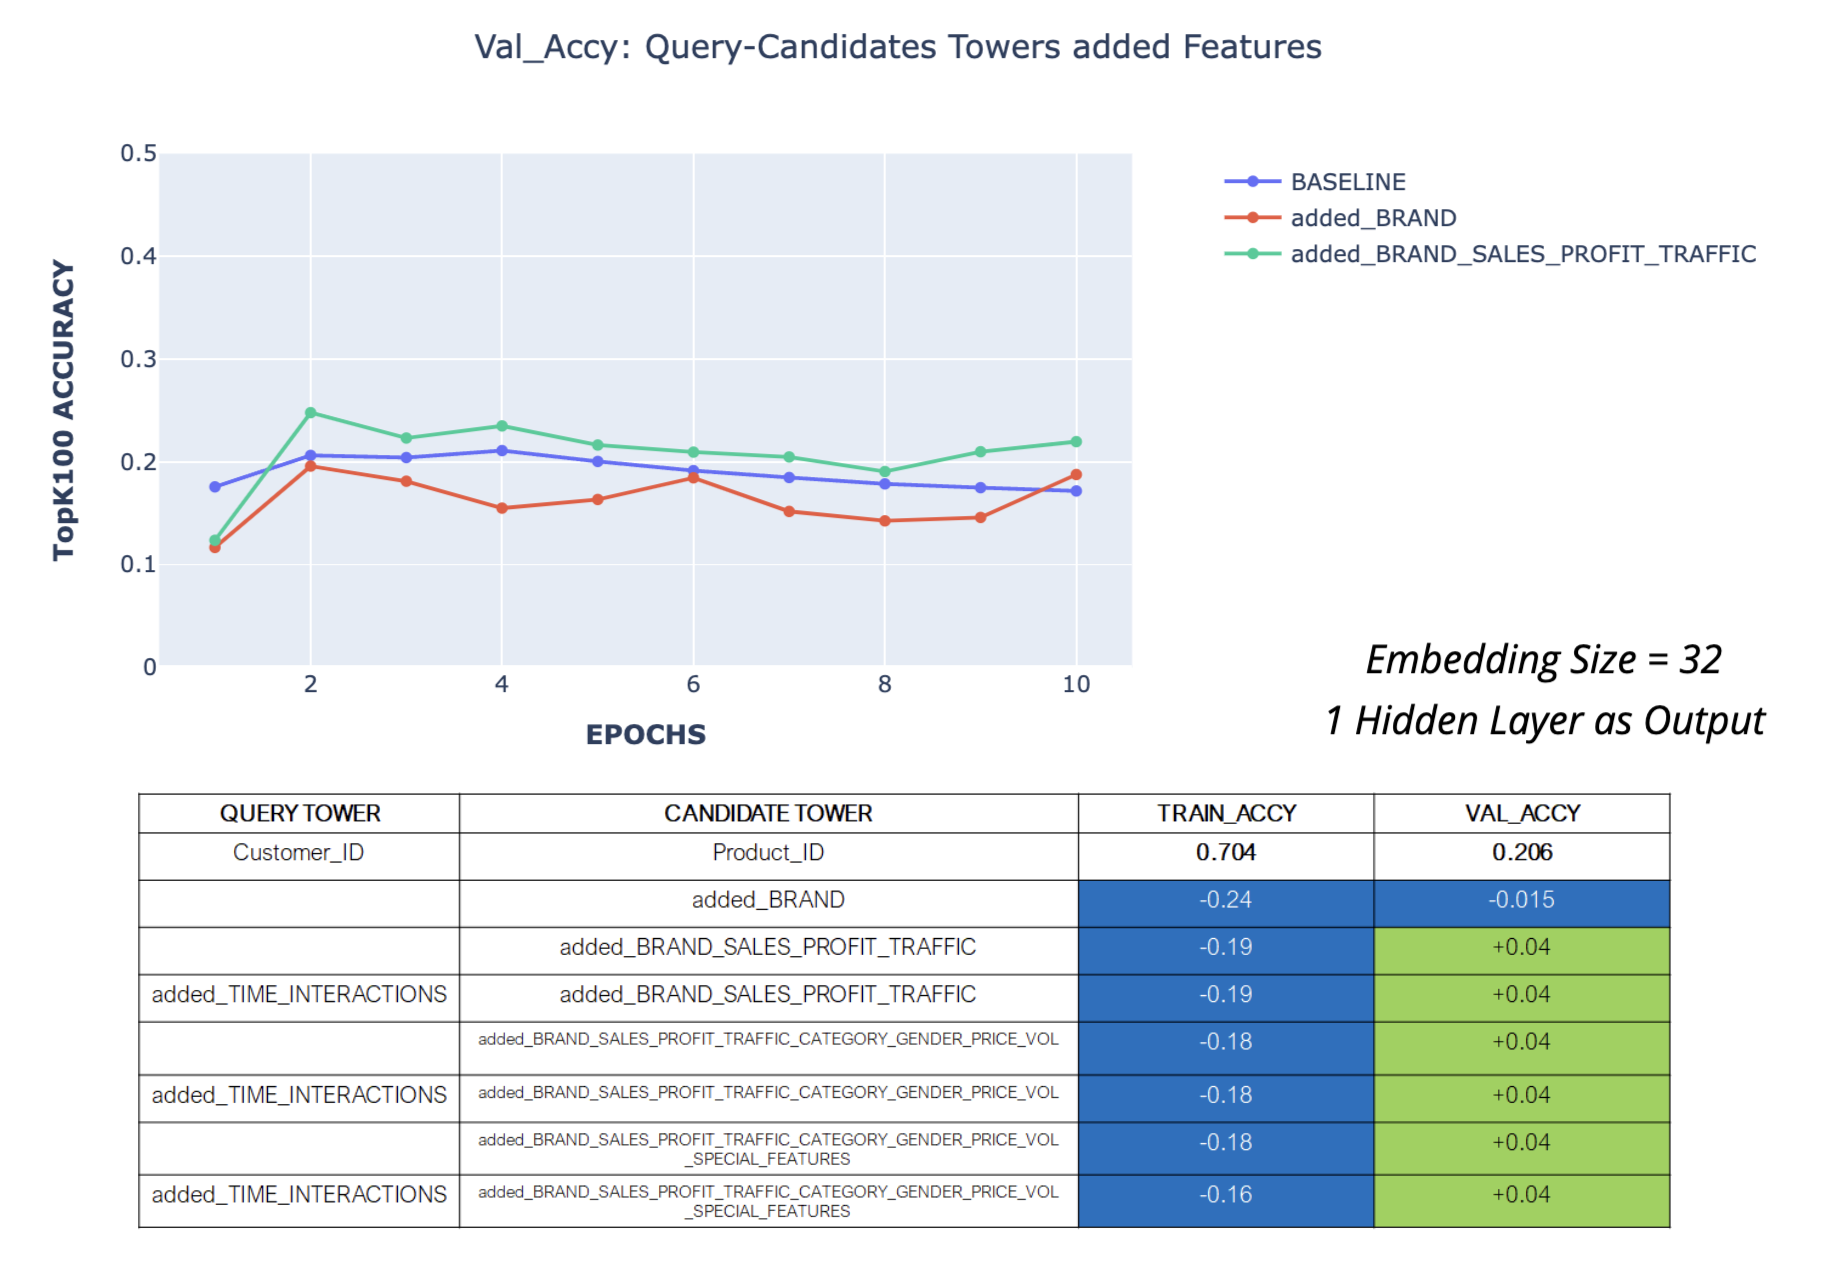 Val_Accy: Query-Candidates Towers added Features
0.5
0.4
0.3
0.2
0.1
0
TopK100 ACCURACY
2 4 6 8 10
EPOCHS
BASELINE
added_BRAND
added_BRAND_SALES_PROFIT_TRAFFIC
Embedding Size = 32
1 Hidden Layer as Output
QUERY TOWER CANDIDATE TOWER TRAIN_ACCY VAL_ACCY
Customer_ID Product_ID 0.704 0.206
added_BRAND -0.24 -0.015
added_BRAND_SALES_PROFIT_TRAFFIC -0.19 +0.04
added_TIME_INTERACTIONS added_BRAND_SALES_PROFIT_TRAFFIC -0.19 +0.04
added_BRAND_SALES_PROFIT_TRAFFIC_CATEGORY_GENDER_PRICE_VOL -0.18 +0.04
added_TIME_INTERACTIONS added_BRAND_SALES_PROFIT_TRAFFIC_CATEGORY_GENDER_PRICE_VOL -0.18 +0.04
added_BRAND_SALES_PROFIT_TRAFFIC_CATEGORY_GENDER_PRICE_VOL
_SPECIAL_FEATURES -0.18 +0.04
added_TIME_INTERACTIONS added_BRAND_SALES_PROFIT_TRAFFIC_CATEGORY_GENDER_PRICE_VOL
_SPECIAL_FEATURES -0.16 +0.04